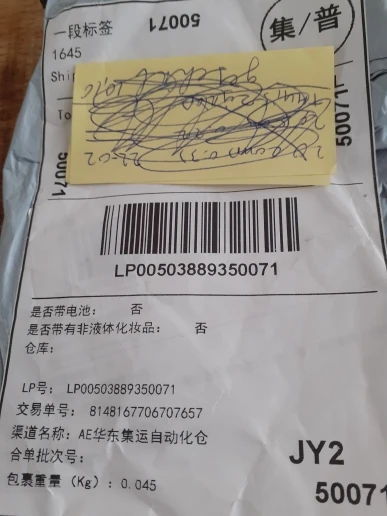 一段标签
50071
集/普
1645
Shi
To
50071
50071
LP00503889350071
是否带电池： 否
是否带有非液体化妆品： 否
仓库：
LP号： LP00503889350071
交易单号： 8148167706707657
渠道名称：AE华东集运自动化仓
合单批次号：
JY2
包裹重量（Kg）：0.045
50071